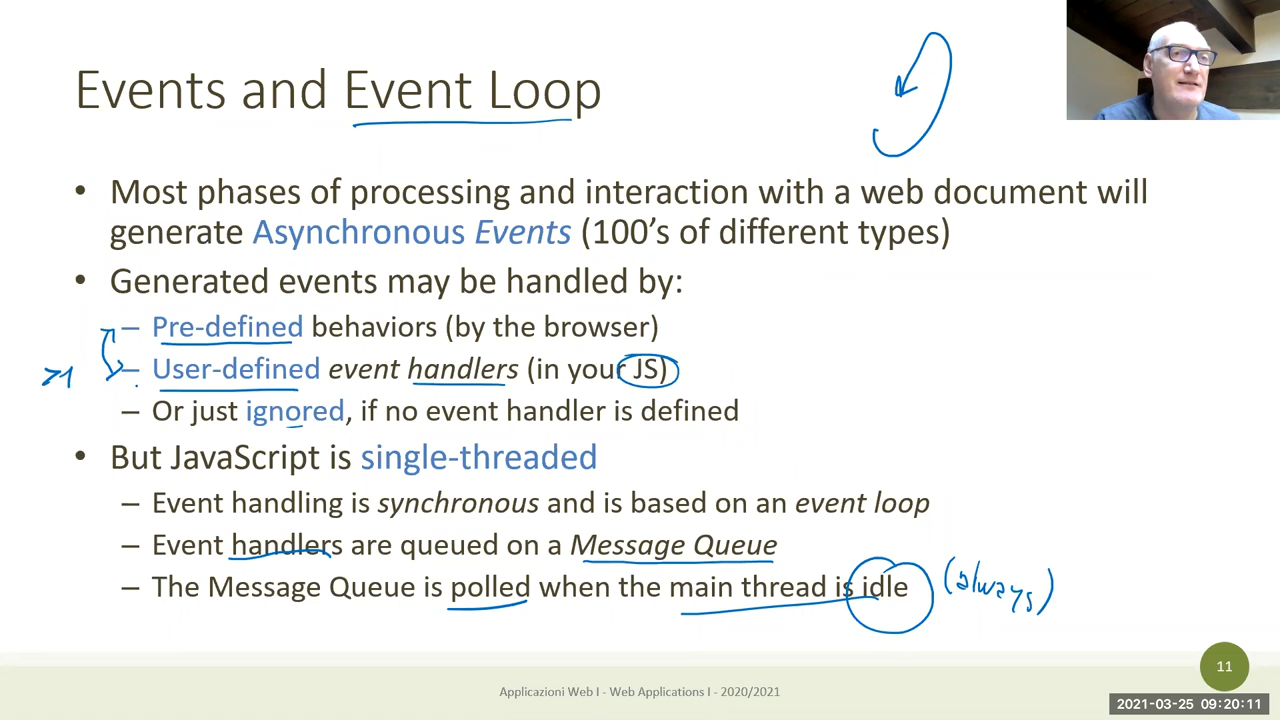 Events and Event Loop
• Most phases of processing and interaction with a web document will
generate Asynchronous Events (100’s of different types)
• Generated events may be handled by:
– Pre-defined behaviors (by the browser)
>1 – User-defined event handlers (in your JS)
– Or just ignored, if no event handler is defined
• But JavaScript is single-threaded
– Event handling is synchronous and is based on an event loop
– Event handlers are queued on a Message Queue
– The Message Queue is polled when the main thread is idle (always)
11
Applicazioni Web I - Web Applications I - 2020/2021
2021-03-25 09:20:11